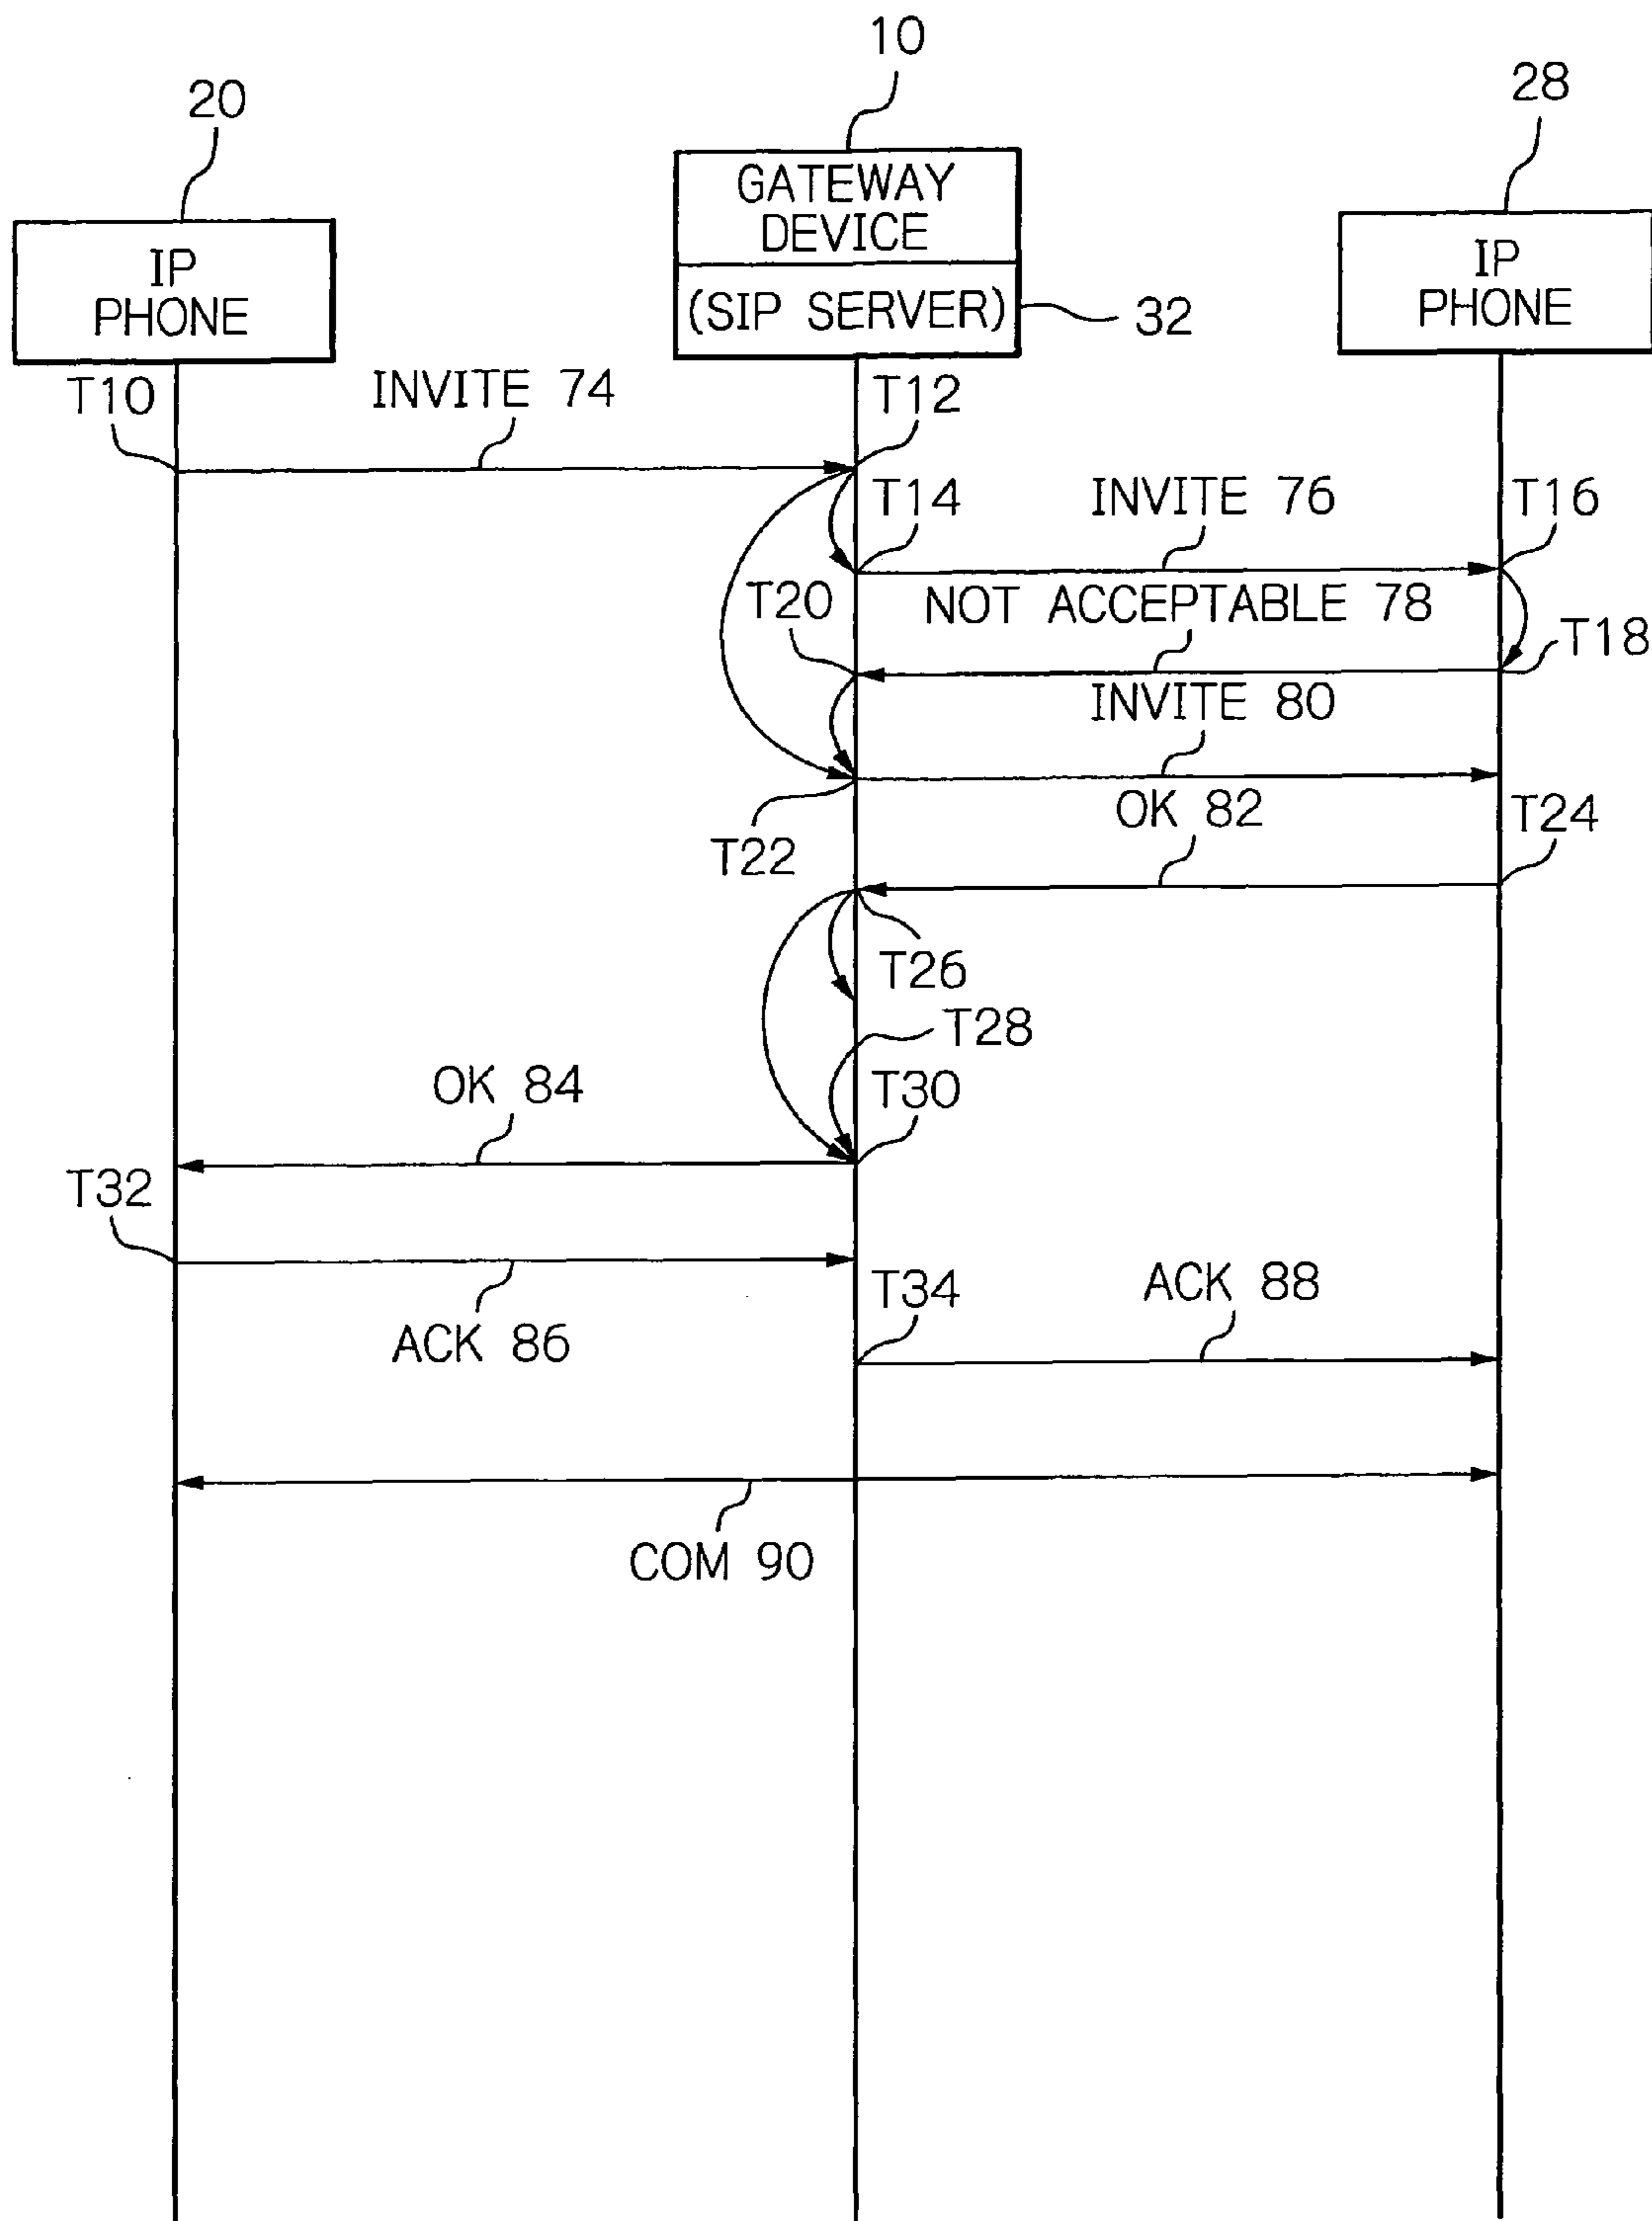 10
20
28
GATEWAY
DEVICE
(SIP SERVER)
32
IP
PHONE
IP
PHONE
T10
INVITE 74
T12
T14
INVITE 76
T16
T20
NOT ACCEPTABLE 78
T18
INVITE 80
T22
OK 82
T24
T26
T28
OK 84
T30
T32
ACK 86
T34
ACK 88
COM 90